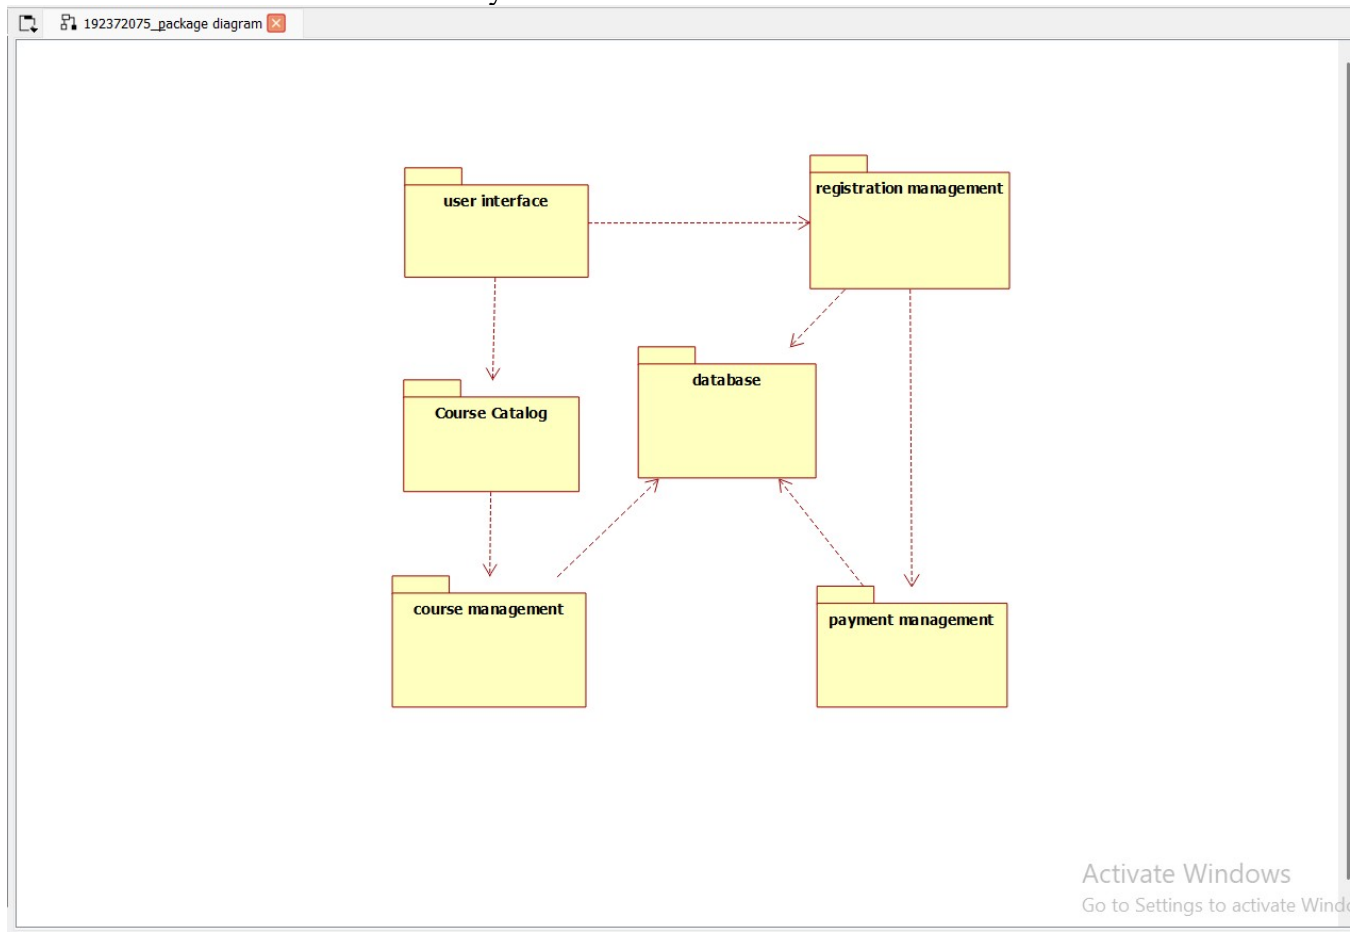 192372075_package diagram
user interface
registration management
database
Course Catalog
course management
payment management
Activate Windows
Go to Settings to activate